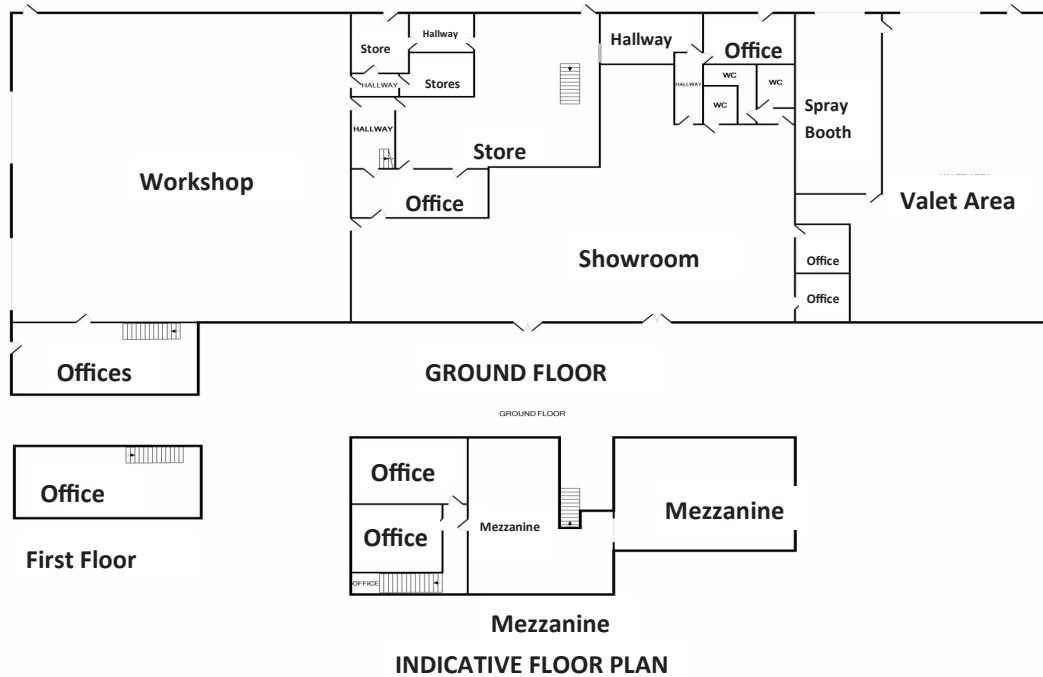 Store
Hallway
Hallway
Office
HALLWAY
Stores
HALLWAY
WC
WC
WC
HALLWAY
Spray
Booth
Store
Workshop
Office
Valet Area
Showroom
Office
Office
Offices
GROUND FLOOR
GROUND FLOOR
Office
First Floor
Office
Office
Mezzanine
Mezzanine
OFFICE
Mezzanine
INDICATIVE FLOOR PLAN